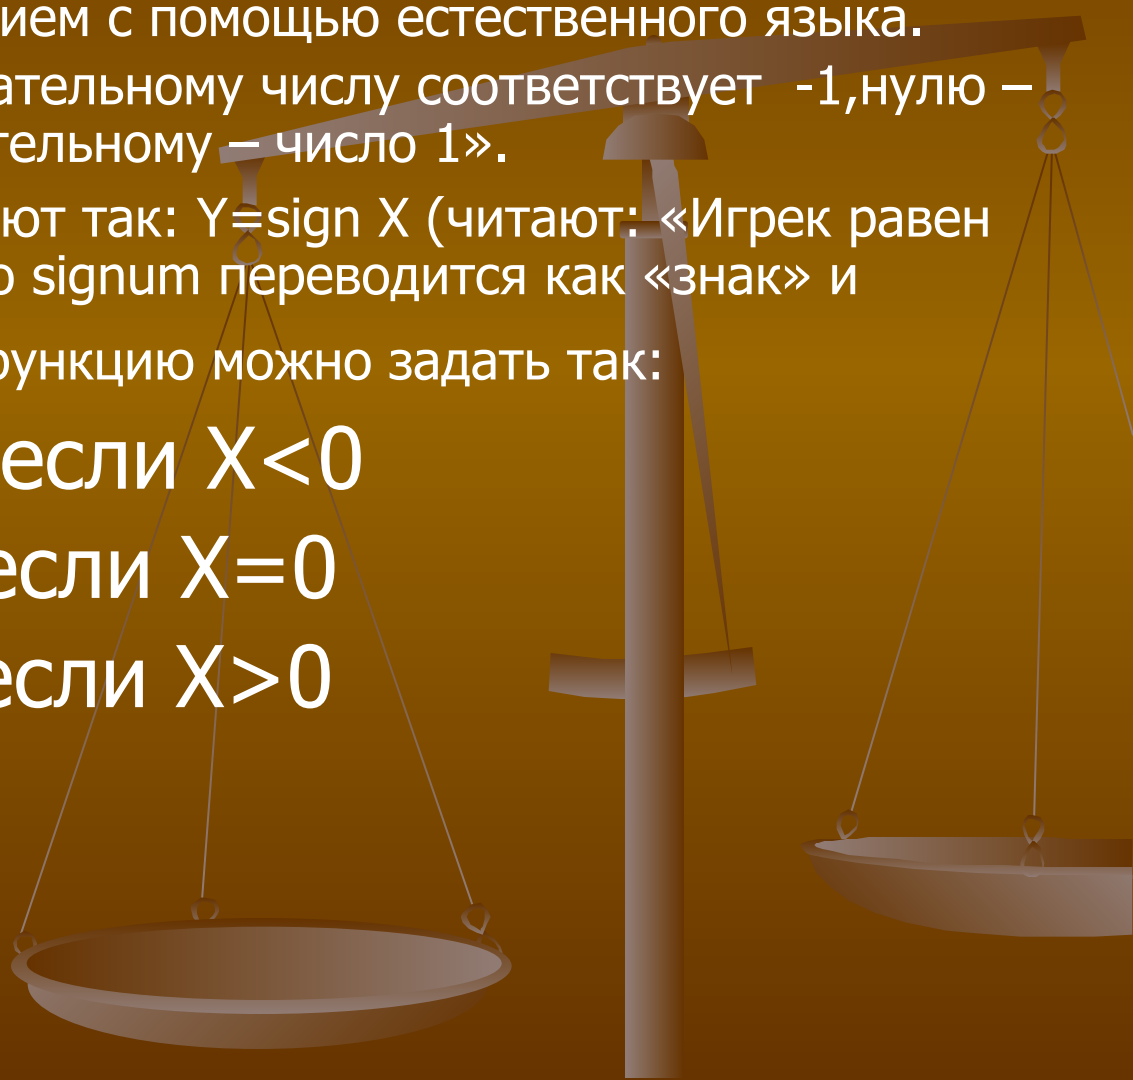 ием с помощью естественного языка.
ательному числу соответствует -1,нулю –
тельному – число 1».
ют так: Y=sign X (читают: «Игрек равен
о signum переводится как «знак» и
функцию можно задать так:
если X<0
если X=0
если X>0